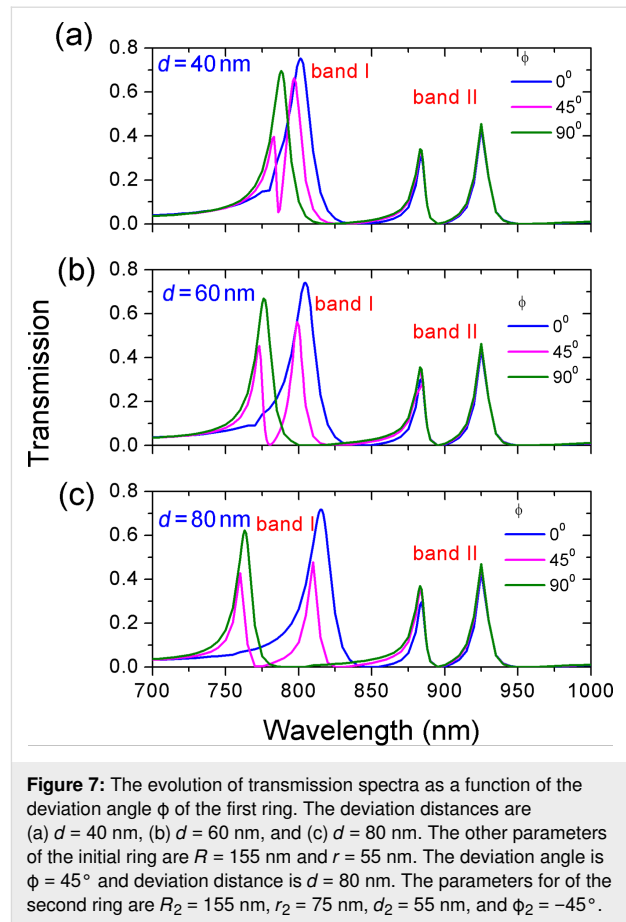 (a)
0.8
0.6
0.4
0.2
0.0
d = 40 nm
band I
band II
ϕ
0⁰
45⁰
90⁰
(b)
0.8
0.6
0.4
0.2
0.0
d = 60 nm
band I
band II
ϕ
0⁰
45⁰
90⁰
Transmission
(c)
0.8
0.6
0.4
0.2
0.0
d = 80 nm
band I
band II
ϕ
0⁰
45⁰
90⁰
700 750 800 850 900 950 1000
Wavelength (nm)
Figure 7: The evolution of transmission spectra as a function of the
deviation angle ϕ of the first ring. The deviation distances are
(a) d = 40 nm, (b) d = 60 nm, and (c) d = 80 nm. The other parameters
of the initial ring are R = 155 nm and r = 55 nm. The deviation angle is
ϕ = 45° and deviation distance is d = 80 nm. The parameters for of the
second ring are R₂ = 155 nm, r₂ = 75 nm, d₂ = 55 nm, and ϕ₂ = −45°.